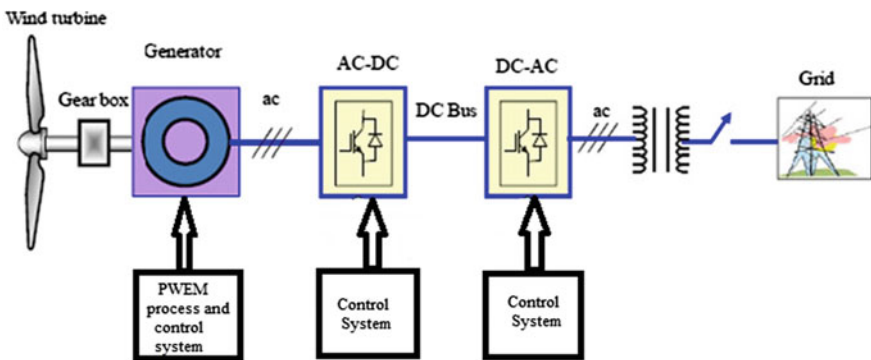 Wind turbine
Generator
Gear box
ac
AC-DC
DC Bus
DC-AC
ac
Grid
PWEM
process and
control
system
Control
System
Control
System